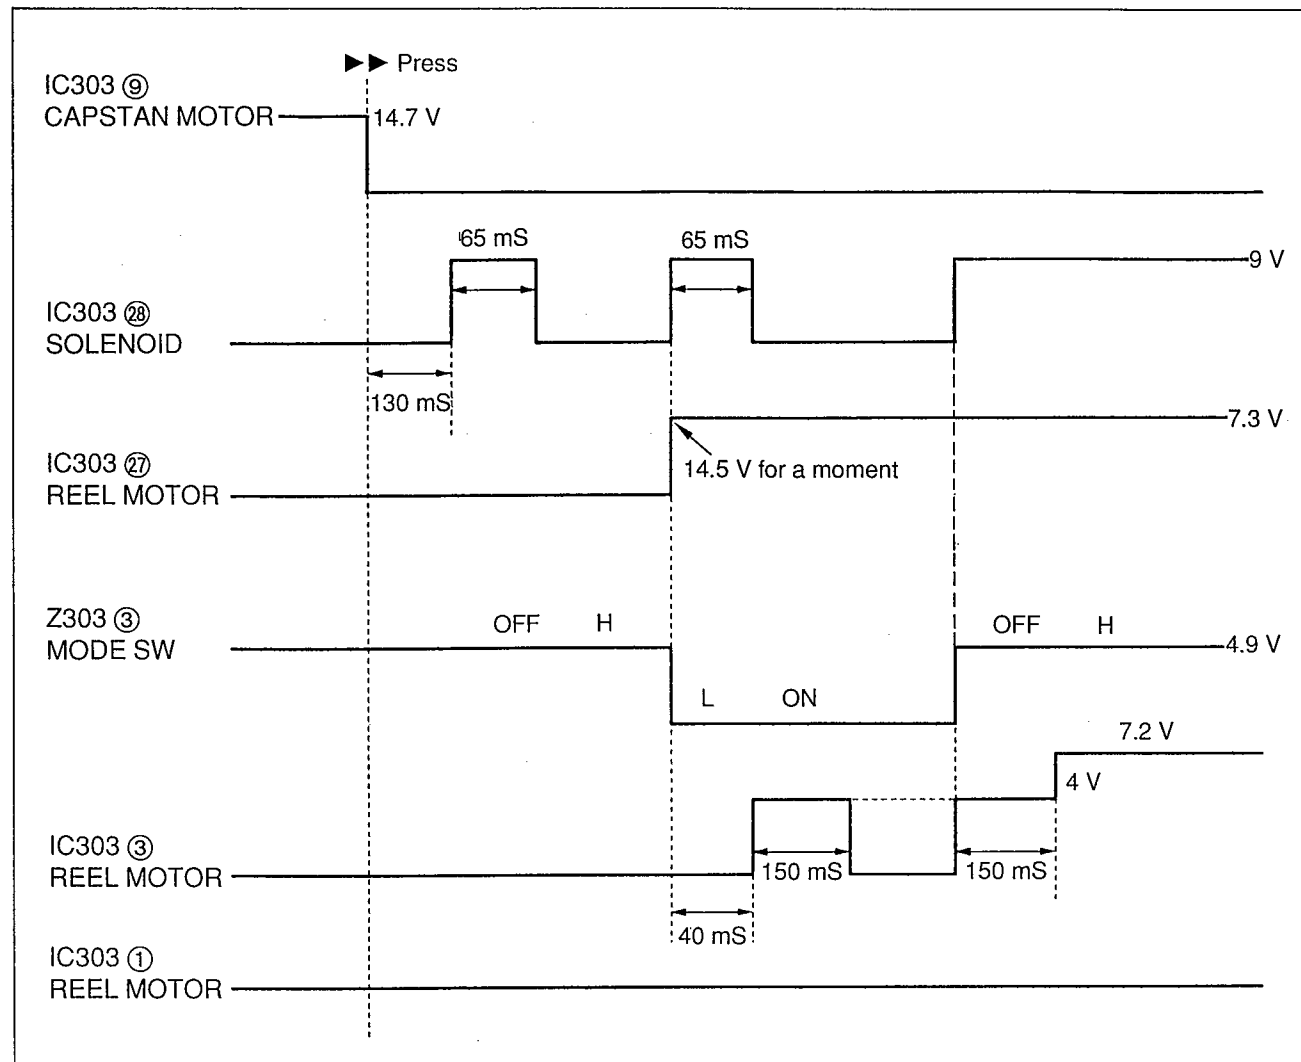 ▶▶ Press
IC303 ⑨
CAPSTAN MOTOR
14.7 V
65 mS
65 mS
9 V
IC303 ㉘
SOLENOID
130 mS
7.3 V
14.5 V for a moment
IC303 ㉗
REEL MOTOR
Z303 ③
MODE SW
OFF H
OFF H
4.9 V
L ON
7.2 V
4 V
IC303 ③
REEL MOTOR
150 mS
150 mS
40 mS
IC303 ①
REEL MOTOR